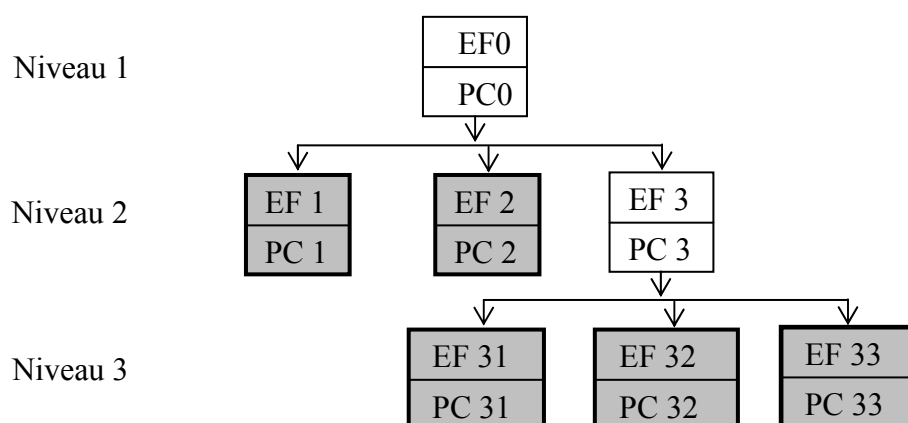 Niveau 1
EF0
PC0
Niveau 2
EF 1
PC 1
EF 2
PC 2
EF 3
PC 3
Niveau 3
EF 31
PC 31
EF 32
PC 32
EF 33
PC 33